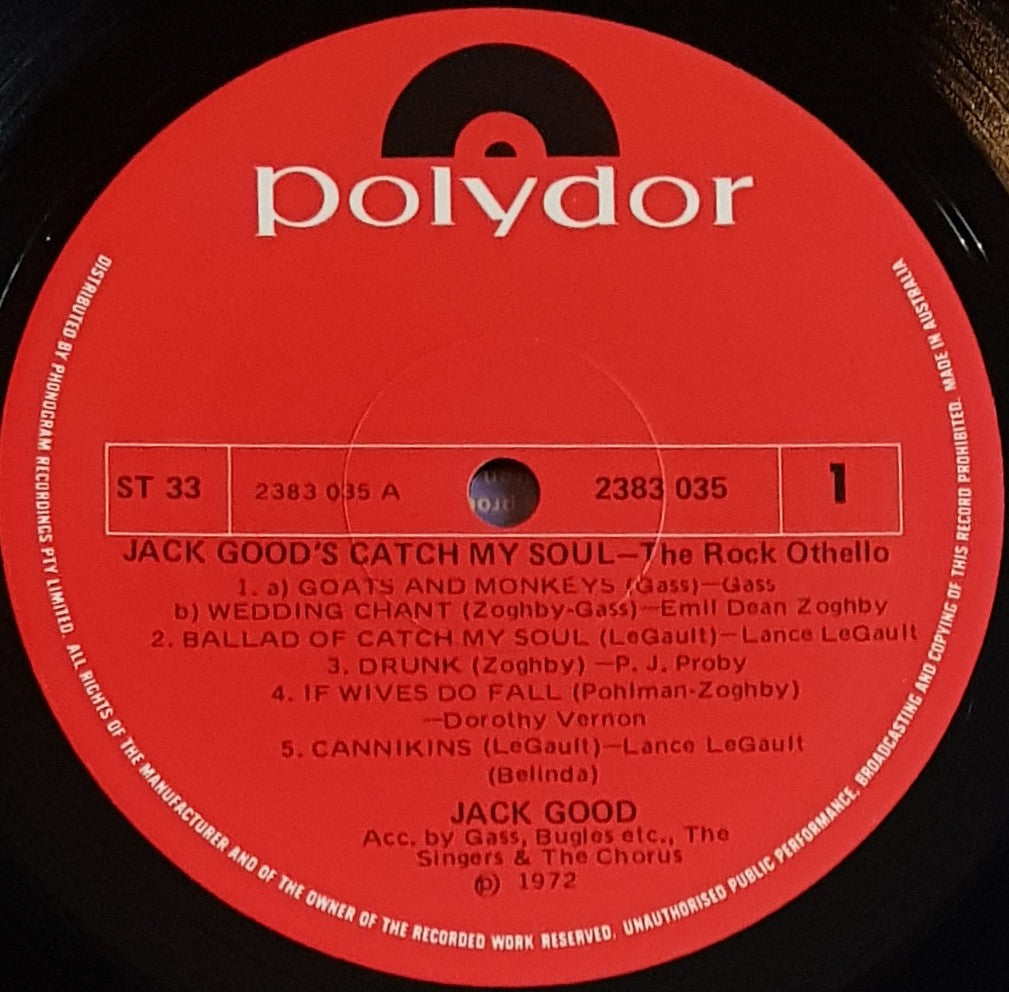 polydor
DISTRIBUTED BY PHONOGRAM RECORDINGS PTY LIMITED. ALL RIGHTS OF THE MANUFACTURER AND OF THE OWNER OF THE RECORDED WORK RESERVED. UNAUTHORISED PUBLIC PERFORMANCE, BROADCASTING AND COPYING OF THIS RECORD PROHIBITED. MADE IN AUSTRALIA
ST 33 2383 035 A 2383 035 1
JACK GOOD'S CATCH MY SOUL—The Rock Othello
1. a) GOATS AND MONKEYS (Gass)—Gass
b) WEDDING CHANT (Zoghby-Gass)—Emil Dean Zoghby
2. BALLAD OF CATCH MY SOUL (LeGault)—Lance LeGault
3. DRUNK (Zoghby) —P. J. Proby
4. IF WIVES DO FALL (Pohlman-Zoghby)
—Dorothy Vernon
5. CANNIKINS (LeGault)—Lance LeGault
(Belinda)
JACK GOOD
Acc. by Gass, Bugles etc., The
Singers & The Chorus
℗ 1972